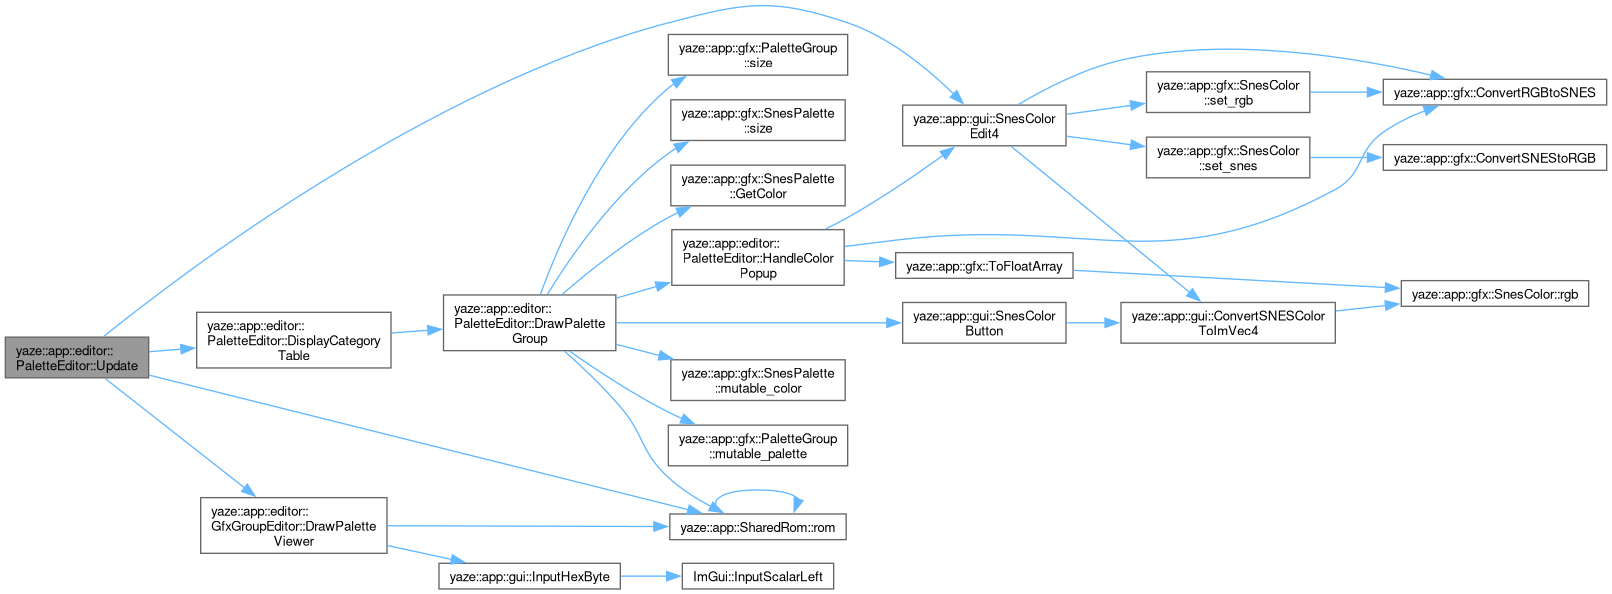 yaze::app::editor::
PaletteEditor::Update
yaze::app::editor::
PaletteEditor::DisplayCategory
Table
yaze::app::editor::
GfxGroupEditor::DrawPalette
Viewer
yaze::app::editor::
PaletteEditor::DrawPalette
Group
yaze::app::gui::InputHexByte
yaze::app::gfx::PaletteGroup
::size
yaze::app::gfx::SnesPalette
::size
yaze::app::gfx::SnesPalette
::GetColor
yaze::app::editor::
PaletteEditor::HandleColor
Popup
yaze::app::gfx::SnesPalette
::mutable_color
yaze::app::gfx::PaletteGroup
::mutable_palette
yaze::app::SharedRom::rom
ImGui::InputScalarLeft
yaze::app::gui::SnesColor
Edit4
yaze::app::gfx::ToFloatArray
yaze::app::gui::SnesColor
Button
yaze::app::gfx::SnesColor
::set_rgb
yaze::app::gfx::SnesColor
::set_snes
yaze::app::gui::ConvertSNESColor
ToImVec4
yaze::app::gfx::ConvertRGBtoSNES
yaze::app::gfx::ConvertSNEStoRGB
yaze::app::gfx::SnesColor::rgb